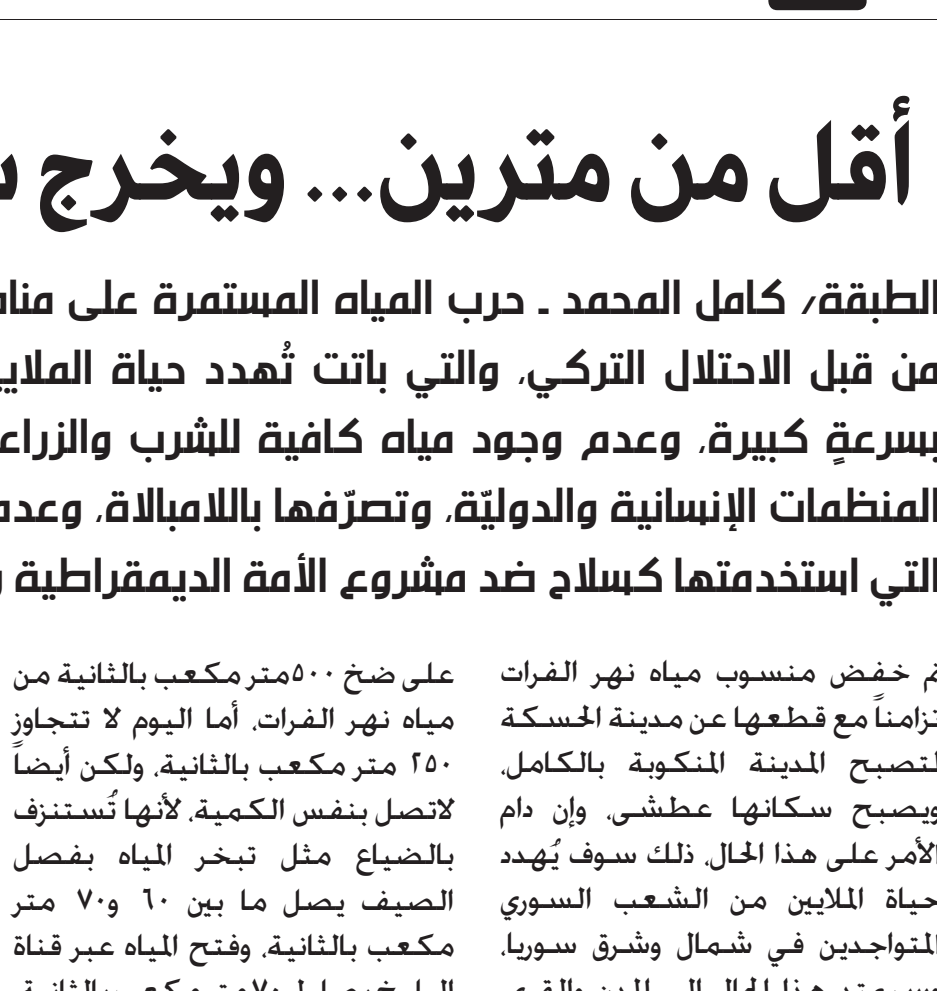 أقل من مترين... ويخرج
الطبقة/ كامل المحمد ـ حرب المياه المستمرة على
من قبل الاحتلال التركي، والتي باتت تُهدد حياة
بسرعةٍ كبيرة، وعدم وجود مياه كافية للشرب
المنظمات الإنسانية والدوليّة، وتصرّفها باللامبالاة،
التي استخدمتها كسلاح ضد مشروع الأمة الديمقراطية
تم خفض منسوب مياه نهر الفرات
تزامناً مع قطعها عن مدينة الحسكة
لتصبح المدينة المنكوبة بالكامل،
ويصبح سكانها عطشى، وإن دام
الأمر على هذا الحال، ذلك سوف يُهدد
حياة الملايين من الشعب السوري
المتواجدين في شمال وشرق سوريا،
على ضخ ٥٠٠متر مكعب بالثانية من
مياه نهر الفرات، أما اليوم لا تتجاوز
٢٥٠ متر مكعب بالثانية، ولكن أيضاً
لاتصل بنفس الكمية، لأنها تُستنزف
بالضياع مثل تبخر المياه بفصل
الصيف يصل ما بين ٦٠ و٧٠ متر
مكعب بالثانية، وفتح المياه عبر قناة